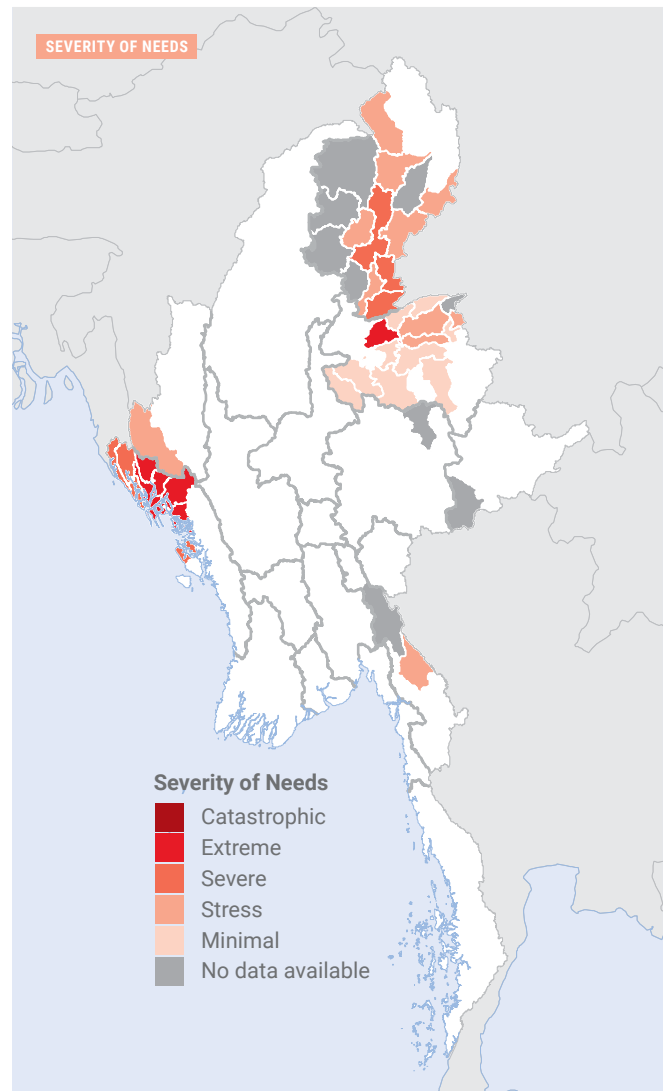 SEVERITY OF NEEDS
Severity of Needs
Catastrophic
Extreme
Severe
Stress
Minimal
No data available